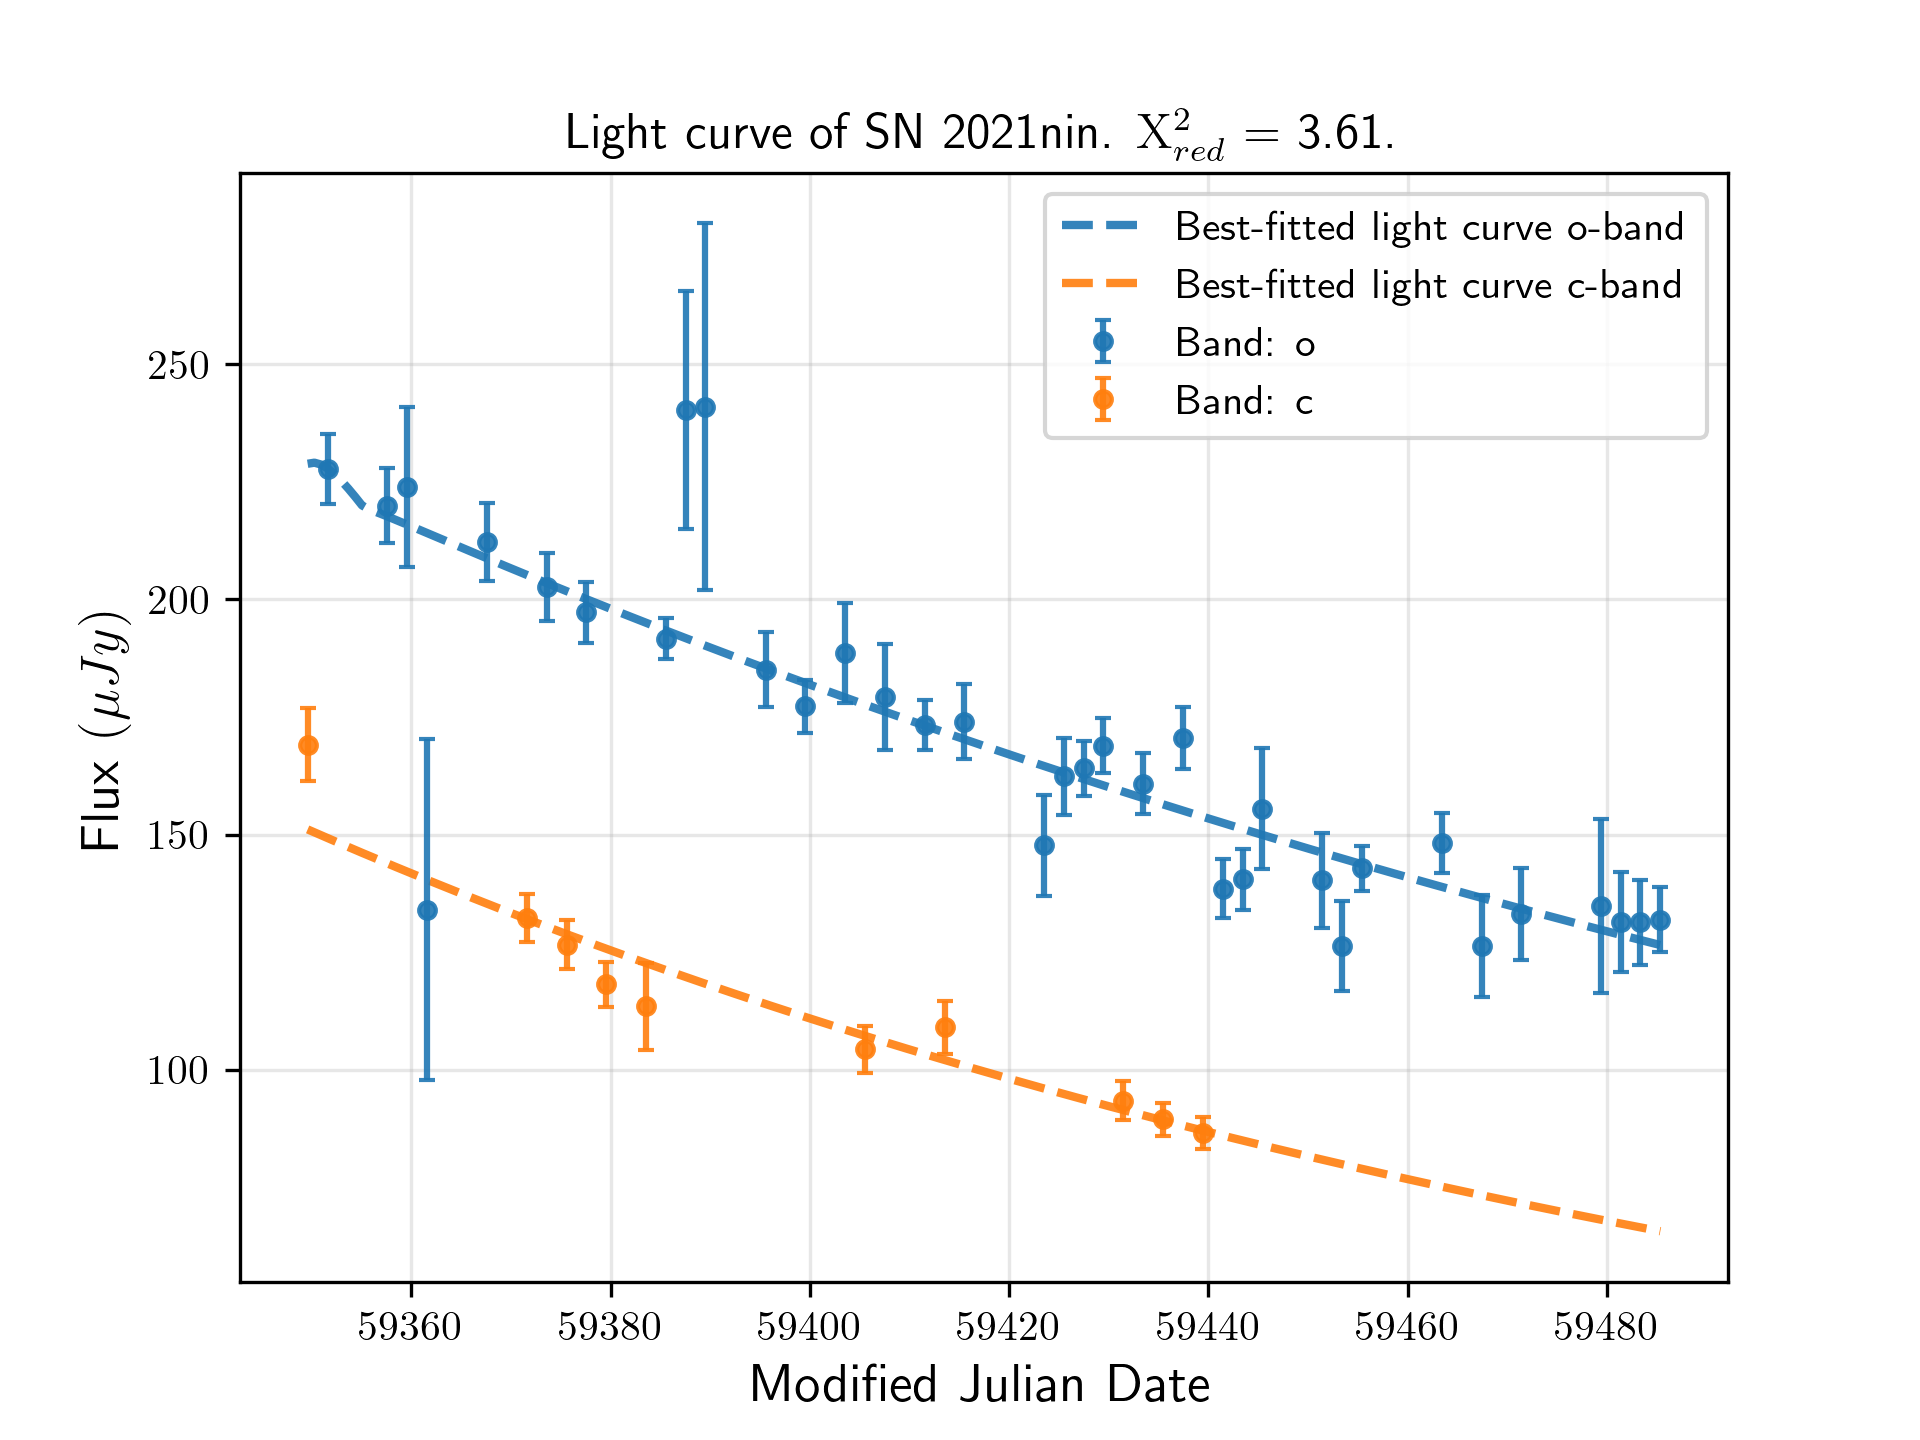 Light curve of SN 2021nin. X²red = 3.61.
Best-fitted light curve o-band
Best-fitted light curve c-band
Band: o
Band: c
250
200
150
100
Flux (μJy)
59360 59380 59400 59420 59440 59460 59480
Modified Julian Date